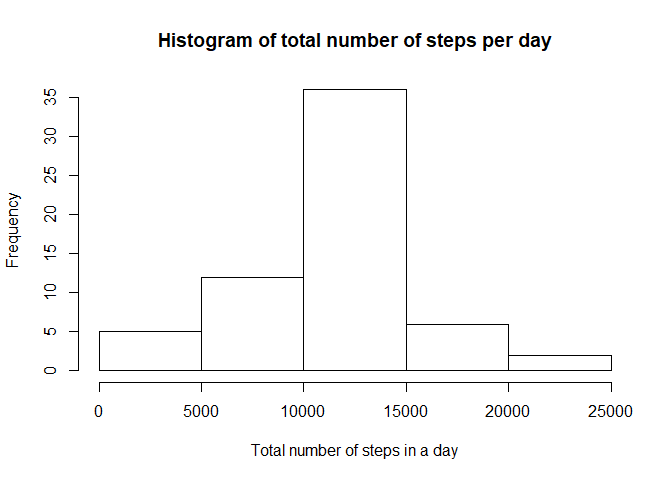 Histogram of total number of steps per day
35
30
25
20
15
10
5
0
Frequency
0 5000 10000 15000 20000 25000
Total number of steps in a day